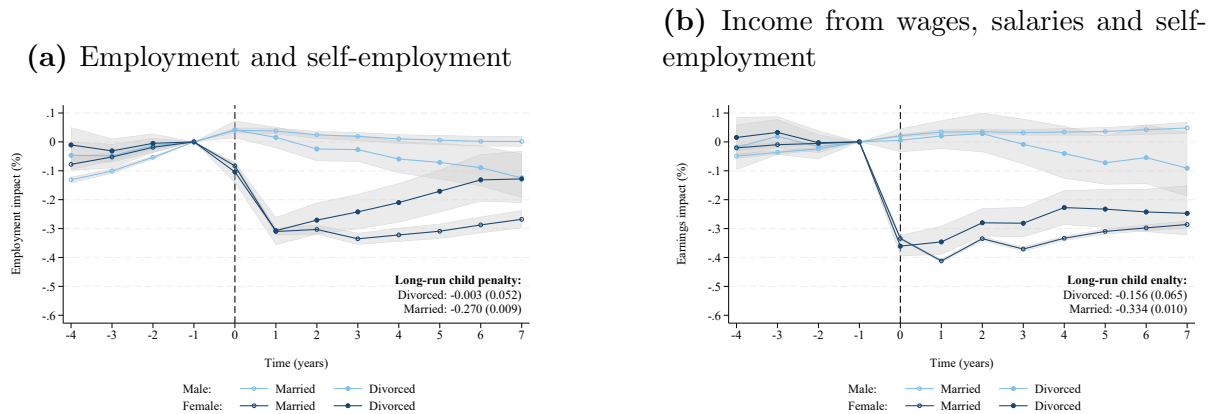 (a) Employment and self-employment
Employment impact (%)
.1
0
-.1
-.2
-.3
-.4
-.5
-.6
-4 -3 -2 -1 0 1 2 3 4 5 6 7
Time (years)
Long-run child penalty:
Divorced: -0.003 (0.052)
Married: -0.270 (0.009)
Male: Married Divorced
Female: Married Divorced
(b) Income from wages, salaries and self-
employment
Earnings impact (%)
.1
0
-.1
-.2
-.3
-.4
-.5
-.6
-4 -3 -2 -1 0 1 2 3 4 5 6 7
Time (years)
Long-run child enalty:
Divorced: -0.156 (0.065)
Married: -0.334 (0.010)
Male: Married Divorced
Female: Married Divorced